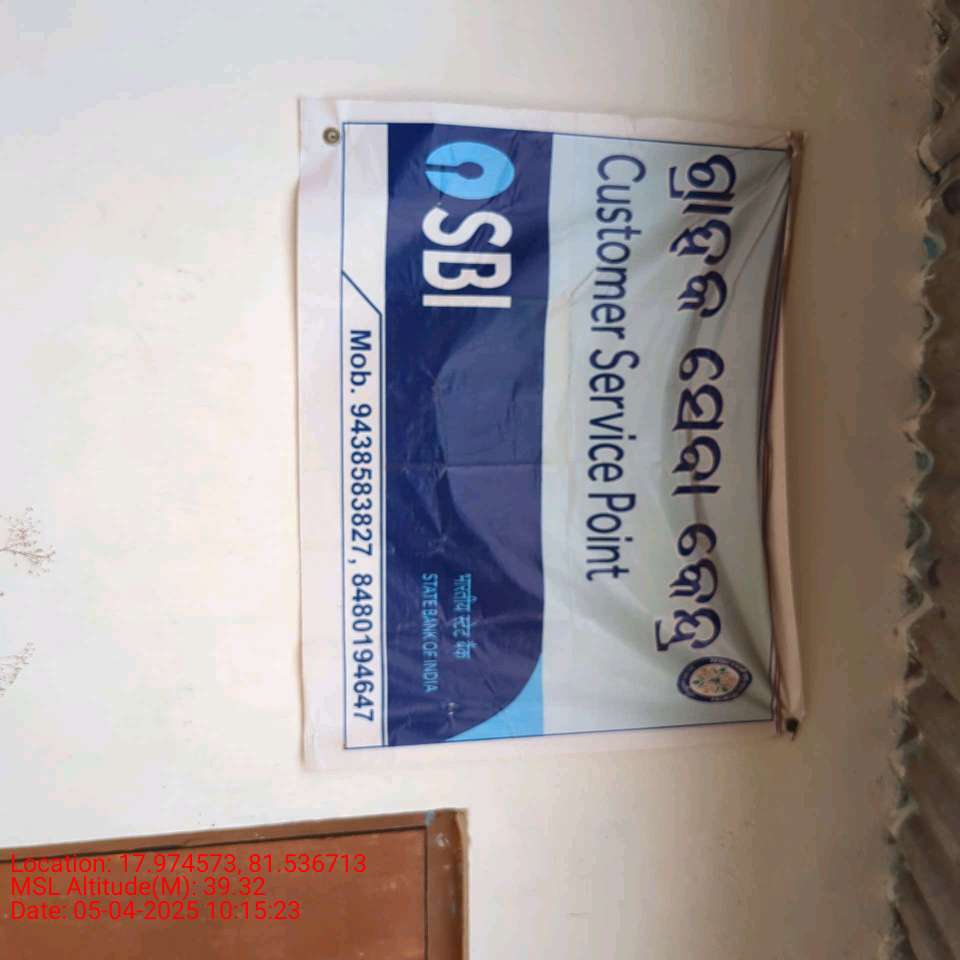 ଗ୍ରାହକ ସେବା କେନ୍ଦ୍ର
Customer Service Point
SBI
भारतीय स्टेट बैंक
STATE BANK OF INDIA
Mob. 9438583827, 8480194647
Location: 17.974573, 81.536713
MSL Altitude(M): 39.32
Date: 05-04-2025 10:15:23